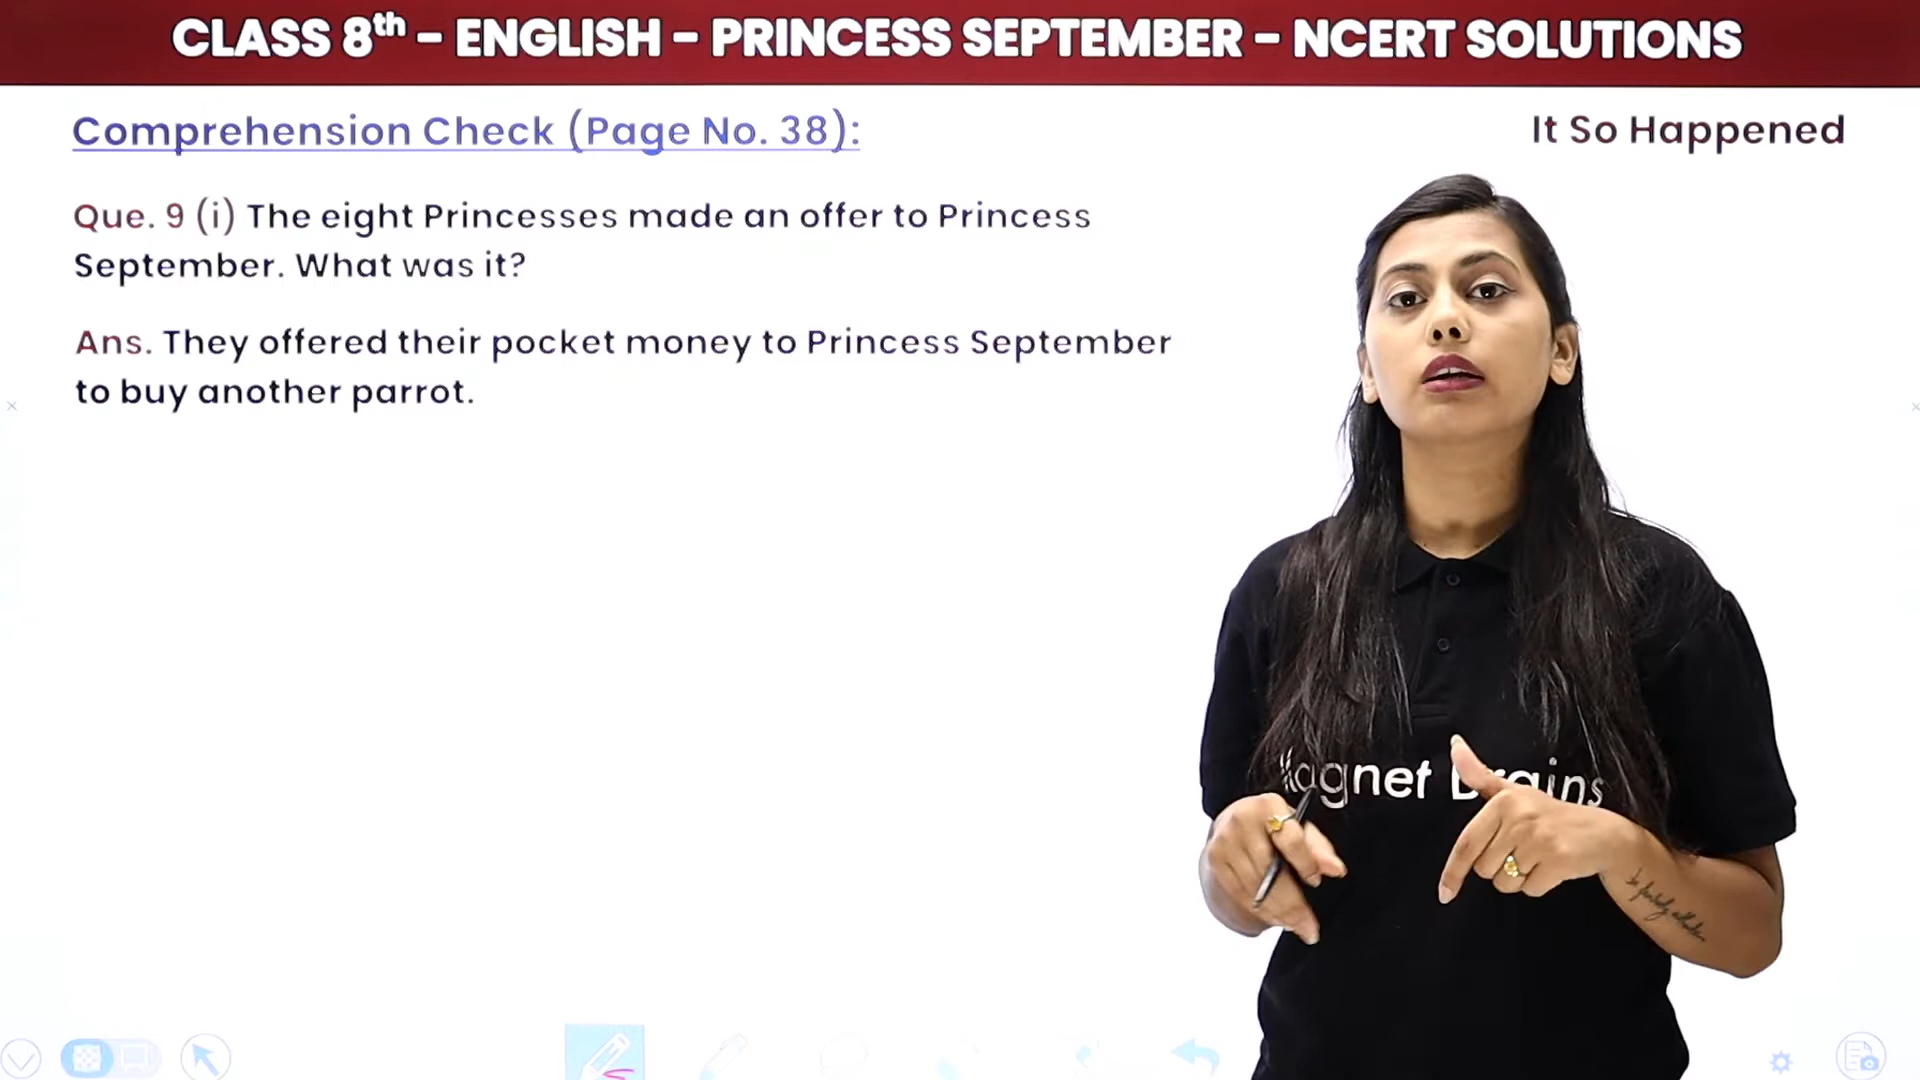 CLASS 8th – ENGLISH – PRINCESS SEPTEMBER – NCERT SOLUTIONS
Comprehension Check (Page No. 38):
It So Happened
Que. 9 (i) The eight Princesses made an offer to Princess
September. What was it?
Ans. They offered their pocket money to Princess September
to buy another parrot.
Magnet Brains